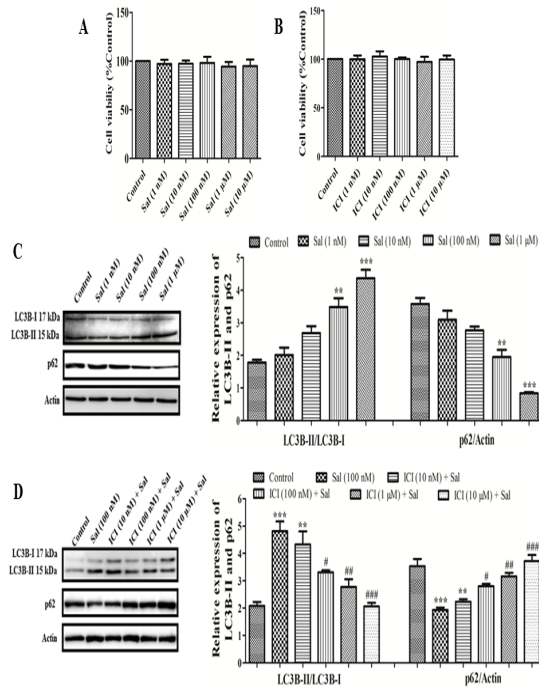 A
Cell viability (%Control)
150
100
50
0
Control
Sal (1 nM)
Sal (10 nM)
Sal (100 nM)
Sal (1 μM)
Sal (10 μM)
B
Cell viability (%Control)
150
100
50
0
Control
ICI (1 nM)
ICI (10 nM)
ICI (100 nM)
ICI (1 μM)
ICI (10 μM)
C
Control
Sal (1 nM)
Sal (10 nM)
Sal (100 nM)
Sal (1 μM)
LC3B-I 17 kDa
LC3B-II 15 kDa
p62
Actin
Control Sal (1 nM) Sal (10 nM) Sal (100 nM) Sal (1 μM)
Relative expression of
LC3B-II and p62
5
4
3
2
1
0
**
***
**
***
LC3B-II/LC3B-I p62/Actin
D
Control
Sal (100 nM)
ICI (10 nM) + Sal
ICI (100 nM) + Sal
ICI (1 μM) + Sal
ICI (10 μM) + Sal
LC3B-I 17 kDa
LC3B-II 15 kDa
p62
Actin
Control Sal (100 nM) ICI (10 nM) + Sal
ICI (100 nM) + Sal ICI (1 μM) + Sal ICI (10 μM) + Sal
Relative expression of
LC3B-II and p62
6
5
4
3
2
1
0
***
**
#
##
###
***
**
#
##
###
LC3B-II/LC3B-I p62/Actin